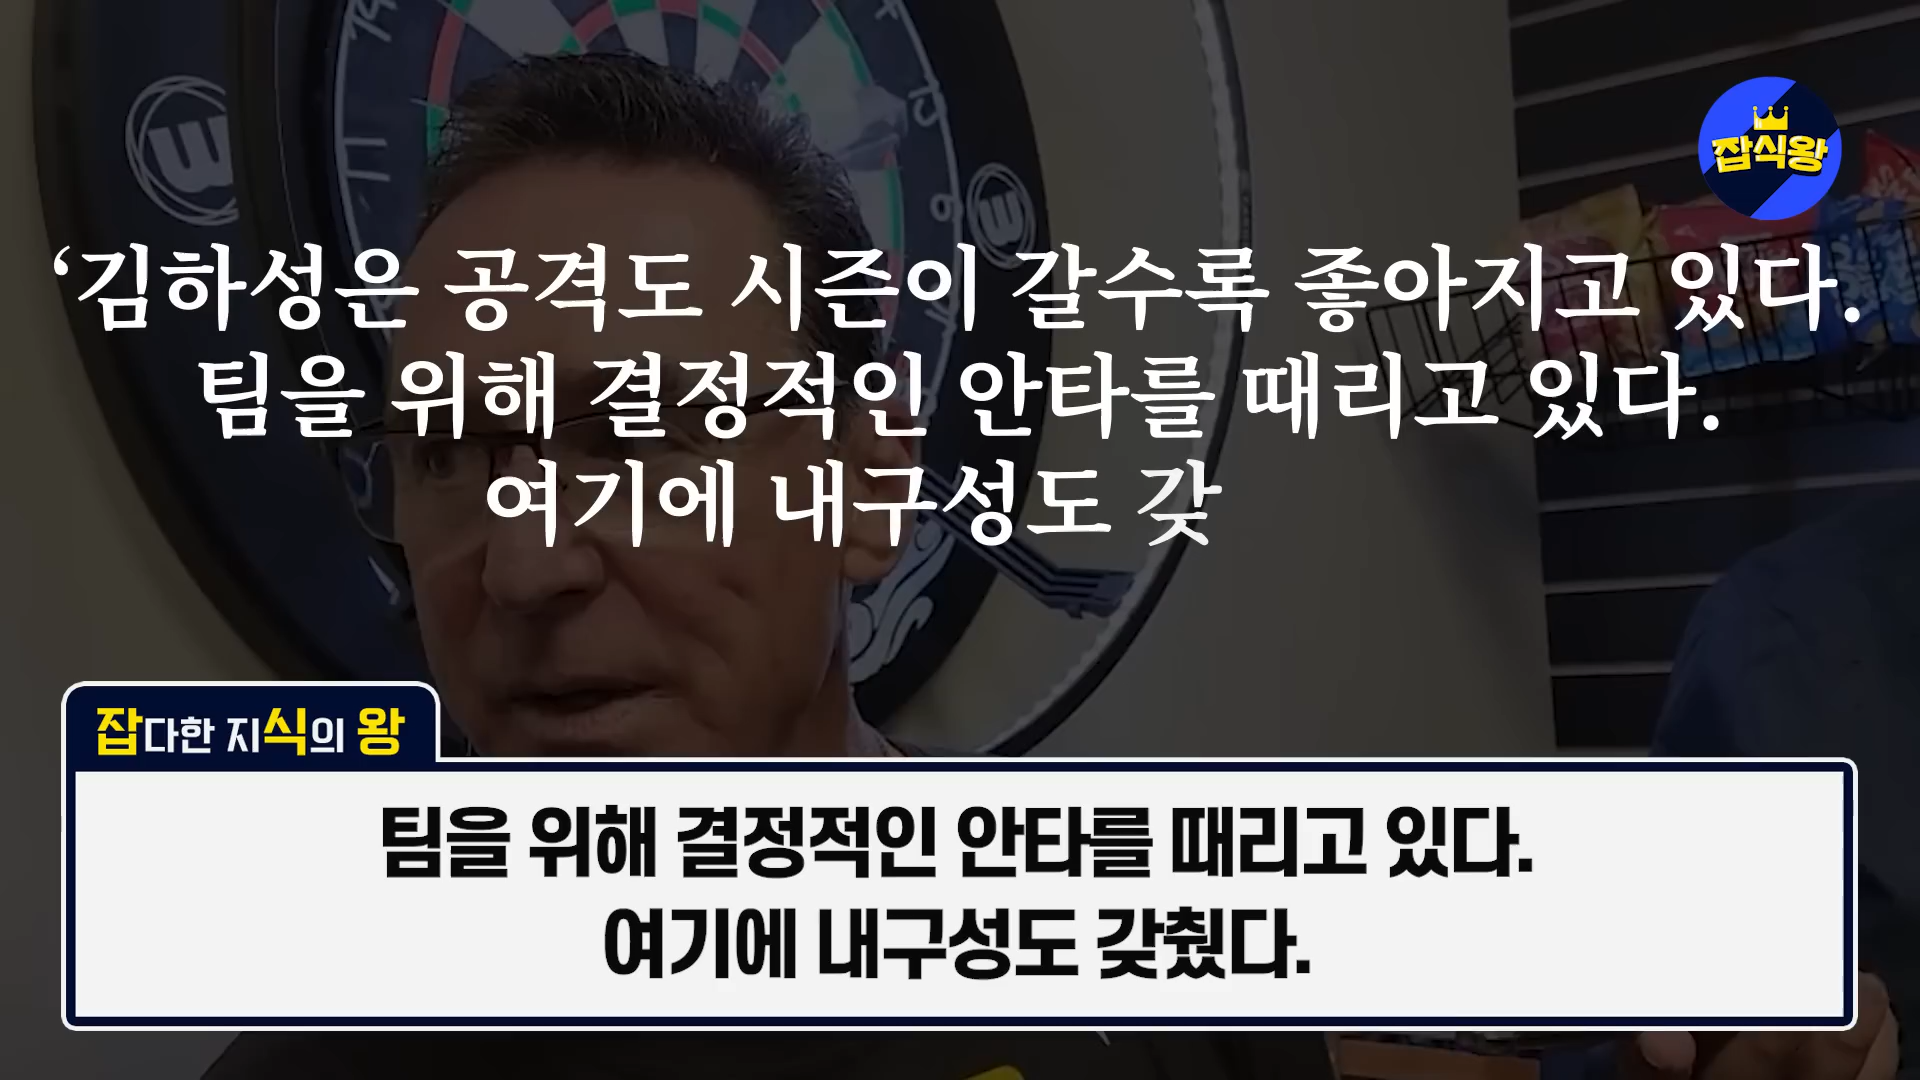 잡식왕
‘김하성은 공격도 시즌이 갈수록 좋아지고 있다.
팀을 위해 결정적인 안타를 때리고 있다.
여기에 내구성도 갖
잡다한 지식의 왕
팀을 위해 결정적인 안타를 때리고 있다.
여기에 내구성도 갖췄다.